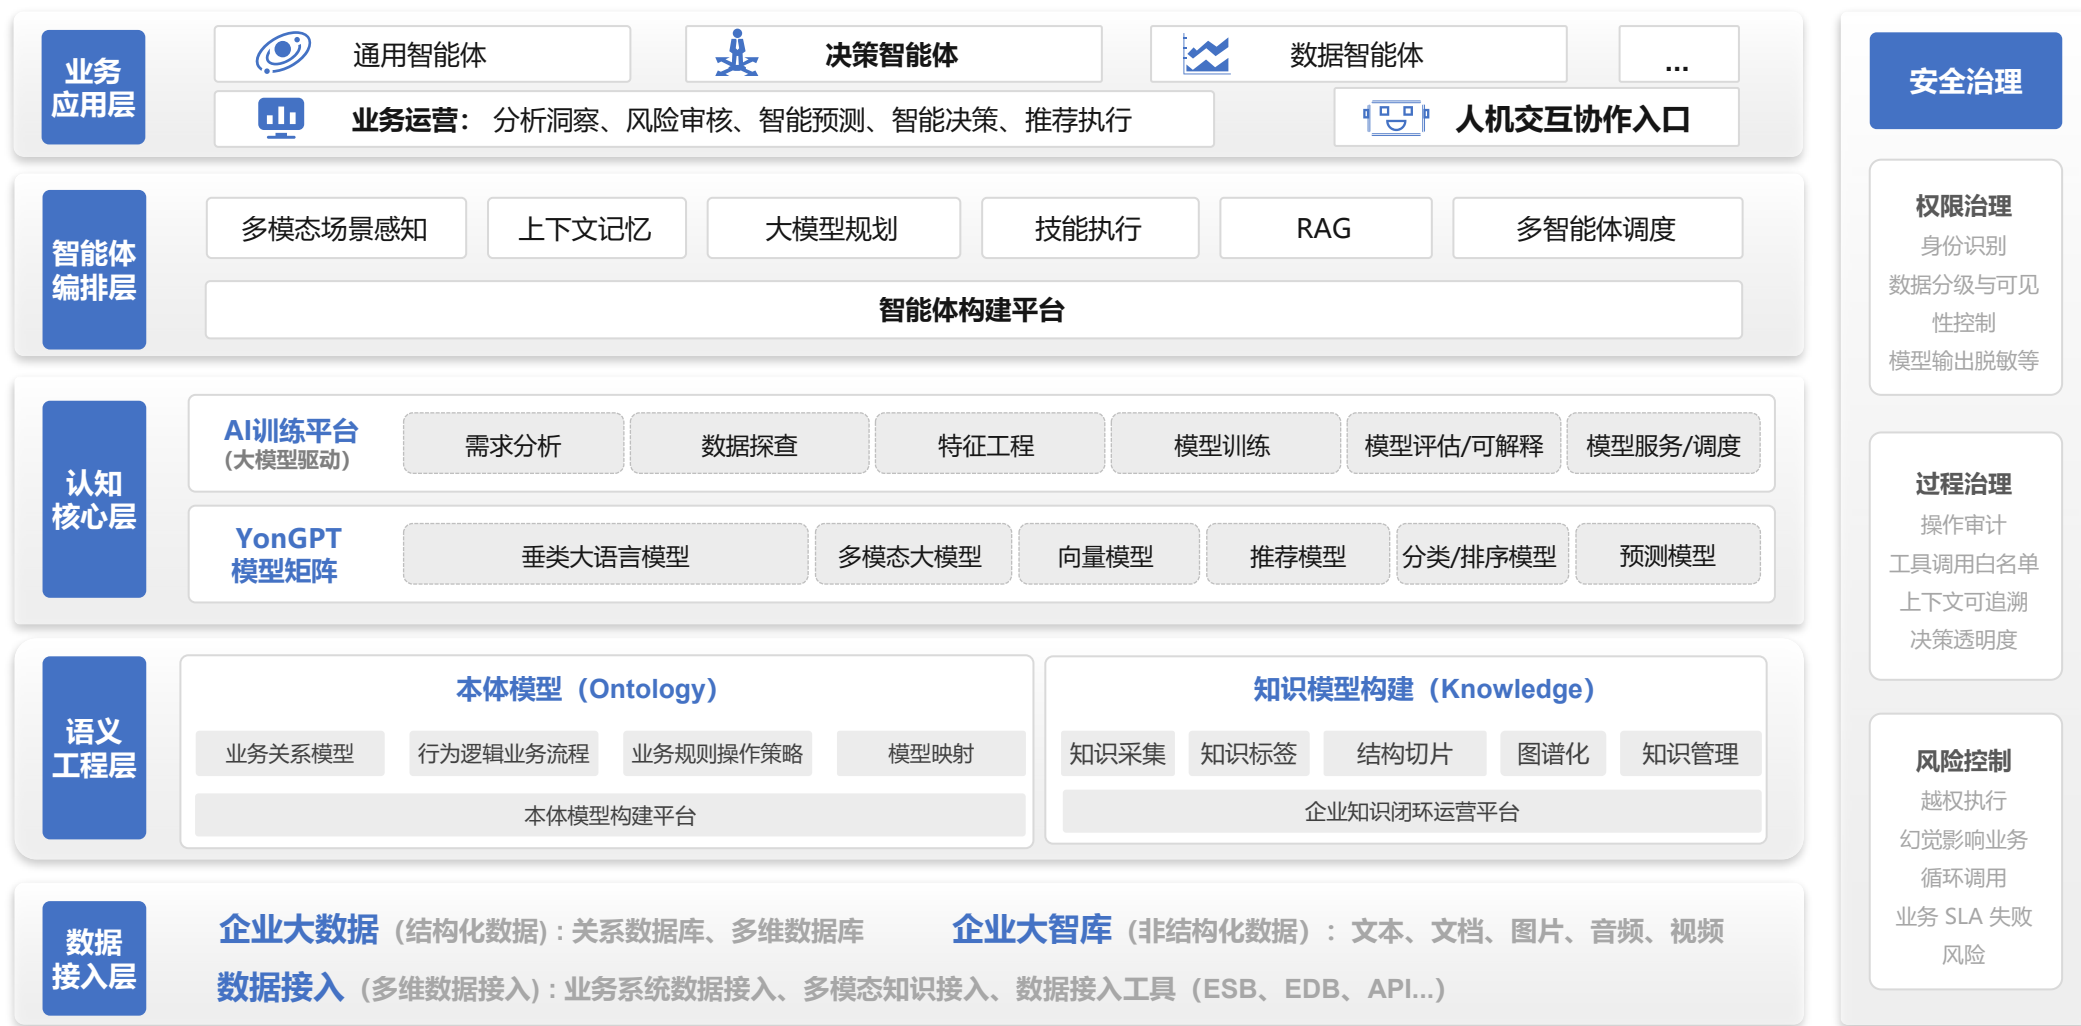 业务
应用层
通用智能体
决策智能体
数据智能体
...
业务运营： 分析洞察、风险审核、智能预测、智能决策、推荐执行
人机交互协作入口
智能体
编排层
多模态场景感知
上下文记忆
大模型规划
技能执行
RAG
多智能体调度
智能体构建平台
认知
核心层
AI训练平台
(大模型驱动)
需求分析
数据探查
特征工程
模型训练
模型评估/可解释
模型服务/调度
YonGPT
模型矩阵
垂类大语言模型
多模态大模型
向量模型
推荐模型
分类/排序模型
预测模型
语义
工程层
本体模型（Ontology）
业务关系模型
行为逻辑业务流程
业务规则操作策略
模型映射
本体模型构建平台
知识模型构建（Knowledge）
知识采集
知识标签
结构切片
图谱化
知识管理
企业知识闭环运营平台
数据
接入层
企业大数据（结构化数据）: 关系数据库、多维数据库
企业大智库（非结构化数据）： 文本、文档、图片、音频、视频
数据接入（多维数据接入）: 业务系统数据接入、多模态知识接入、数据接入工具（ESB、EDB、API...）
安全治理
权限治理
身份识别
数据分级与可见
性控制
模型输出脱敏等
过程治理
操作审计
工具调用白名单
上下文可追溯
决策透明度
风险控制
越权执行
幻觉影响业务
循环调用
业务 SLA 失败
风险